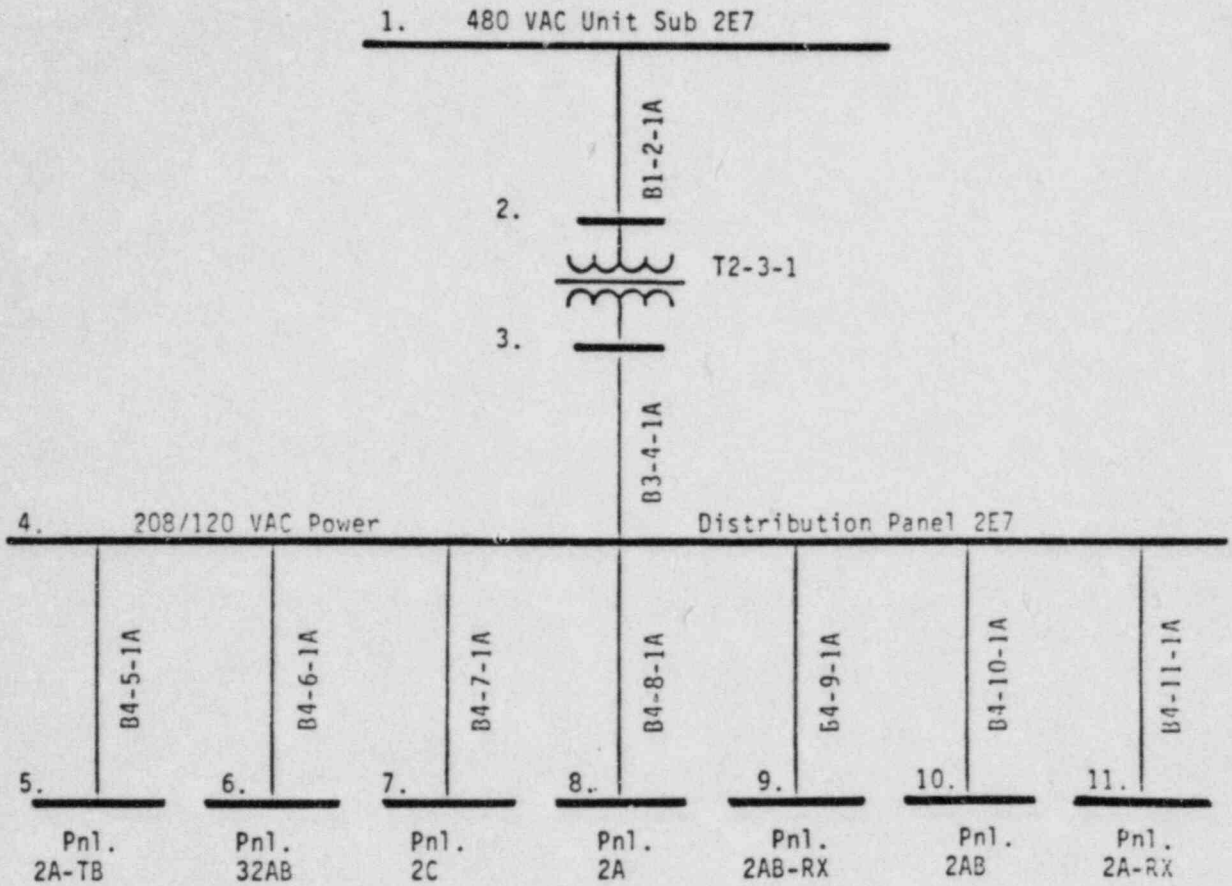 1. 480 VAC Unit Sub 2E7
B1-2-1A
2.
T2-3-1
3.
B3-4-1A
4. 208/120 VAC Power Distribution Panel 2E7
B4-5-1A
B4-6-1A
B4-7-1A
B4-8-1A
B4-9-1A
B4-10-1A
B4-11-1A
5. 6. 7. 8. 9. 10. 11.
Pnl. Pnl. Pnl. Pnl. Pnl. Pnl. Pnl.
2A-TB 32AB 2C 2A 2AB-RX 2AB 2A-RX